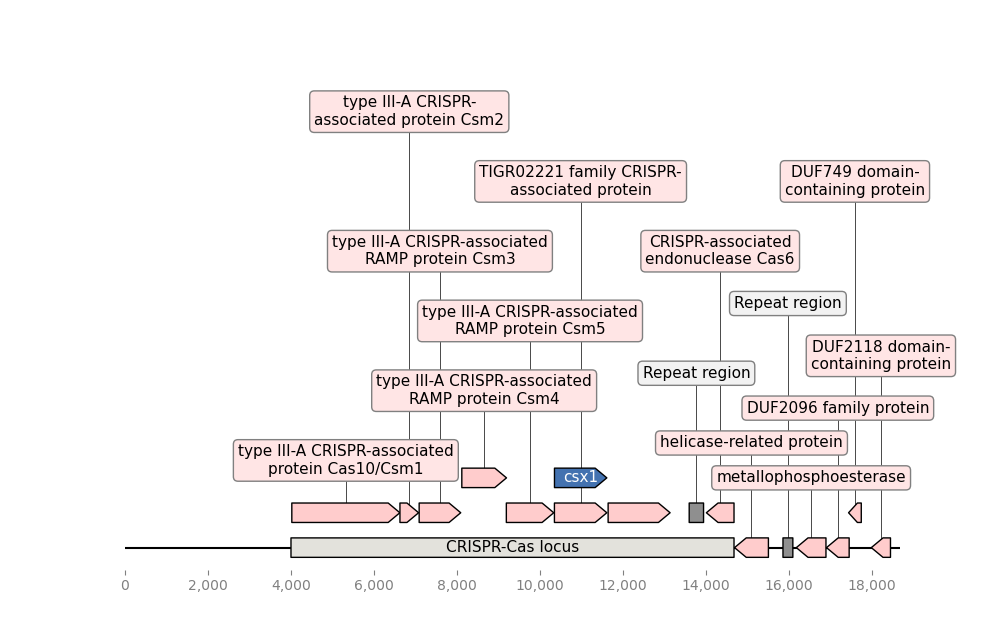 type III-A CRISPR-
associated protein Csm2
TIGR02221 family CRISPR-
associated protein
DUF749 domain-
containing protein
type III-A CRISPR-associated
RAMP protein Csm3
CRISPR-associated
endonuclease Cas6
Repeat region
type III-A CRISPR-associated
RAMP protein Csm5
DUF2118 domain-
containing protein
Repeat region
type III-A CRISPR-associated
RAMP protein Csm4
DUF2096 family protein
helicase-related protein
type III-A CRISPR-associated
protein Cas10/Csm1
csx1
metallophosphoesterase
CRISPR-Cas locus
0 2,000 4,000 6,000 8,000 10,000 12,000 14,000 16,000 18,000